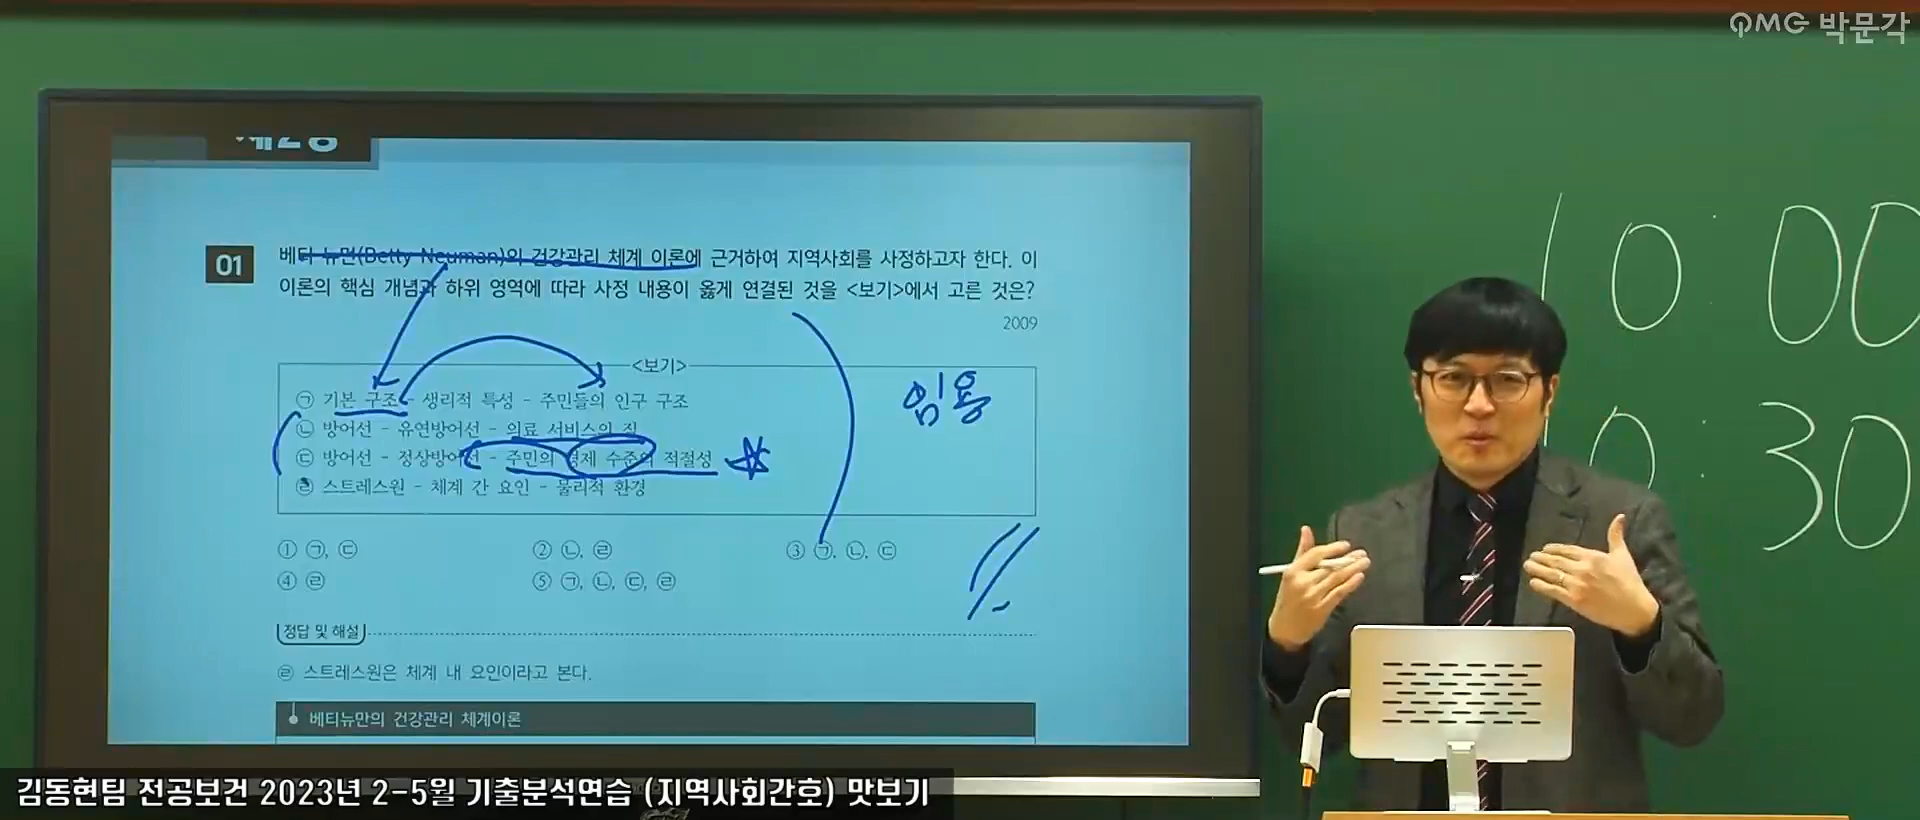 PMG 박문각
제2장
01
베티 뉴먼(Betty Neuman)의 건강관리 체계 이론에 근거하여 지역사회를 사정하고자 한다. 이
이론의 핵심 개념과 하위 영역에 따라 사정 내용이 옳게 연결된 것을 <보기>에서 고른 것은?
2009
<보기>
㉠ 기본 구조 - 생리적 특성 - 주민들의 인구 구조
㉡ 방어선 - 유연방어선 - 의료 서비스의 질
㉢ 방어선 - 정상방어선 - 주민의 경제 수준의 적절성
㉣ 스트레스원 - 체계 간 요인 - 물리적 환경
임용
① ㉠, ㉢
② ㉡, ㉣
③ ㉠, ㉡, ㉢
④ ㉣
⑤ ㉠, ㉡, ㉢, ㉣
정답 및 해설
㉣ 스트레스원은 체계 내 요인이라고 본다.
베티뉴만의 건강관리 체계이론
10:00
10:30
김동현팀 전공보건 2023년 2-5월 기출분석연습 (지역사회간호) 맛보기